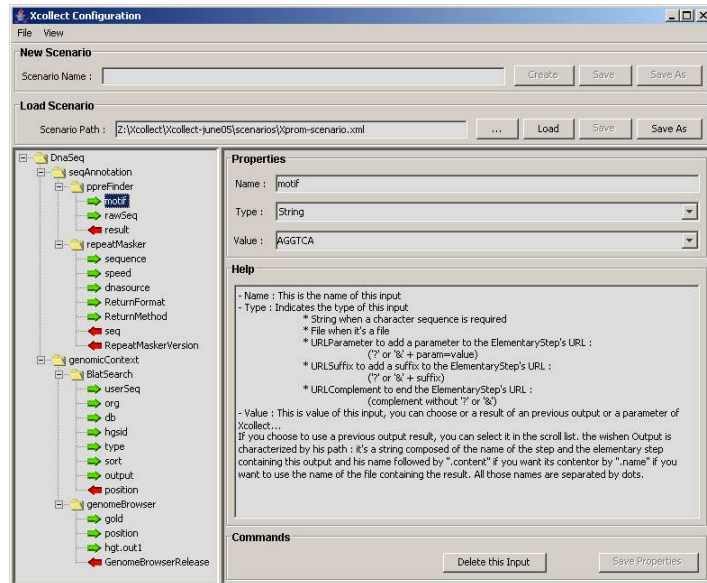 Xcollect Configuration
File View
New Scenario
Scenario Name :
Create
Save
Save As
Load Scenario
Scenario Path :
Z:\Xcollect\Xcollect-june05\scenarios\Xprom-scenario.xml
...
Load
Save
Save As
DnaSeq
seqAnnotation
ppreFinder
motif
rawSeq
result
repeatMasker
sequence
speed
dnasource
ReturnFormat
ReturnMethod
seq
RepeatMaskerVersion
genomicContext
BlatSearch
userSeq
org
db
hgsid
type
sort
output
position
genomeBrowser
gold
position
hgt.out1
GenomeBrowserRelease
Properties
Name : motif
Type : String
Value : AGGTCA
Help
- Name : This is the name of this input
- Type : Indicates the type of this input
* String when a character sequence is required
* File when it's a file
* URLParameter to add a parameter to the ElementaryStep's URL :
('?' or '&' + param=value)
* URLSuffix to add a suffix to the ElementaryStep's URL :
('?' or '&' + suffix)
* URLComplement to end the ElementaryStep's URL :
(complement without '?' or '&')
- Value : This is value of this input, you can choose or a result of an previous output or a parameter of
Xcollect...
If you choose to use a previous output result, you can select it in the scroll list. the wishen Output is
characterized by his path : it's a string composed of the name of the step and the elementary step
containing this output and his name followed by ".content" if you want its contentor by ".name" if you
want to use the name of the file containing the result. All those names are separated by dots.
Commands
Delete this Input
Save Properties